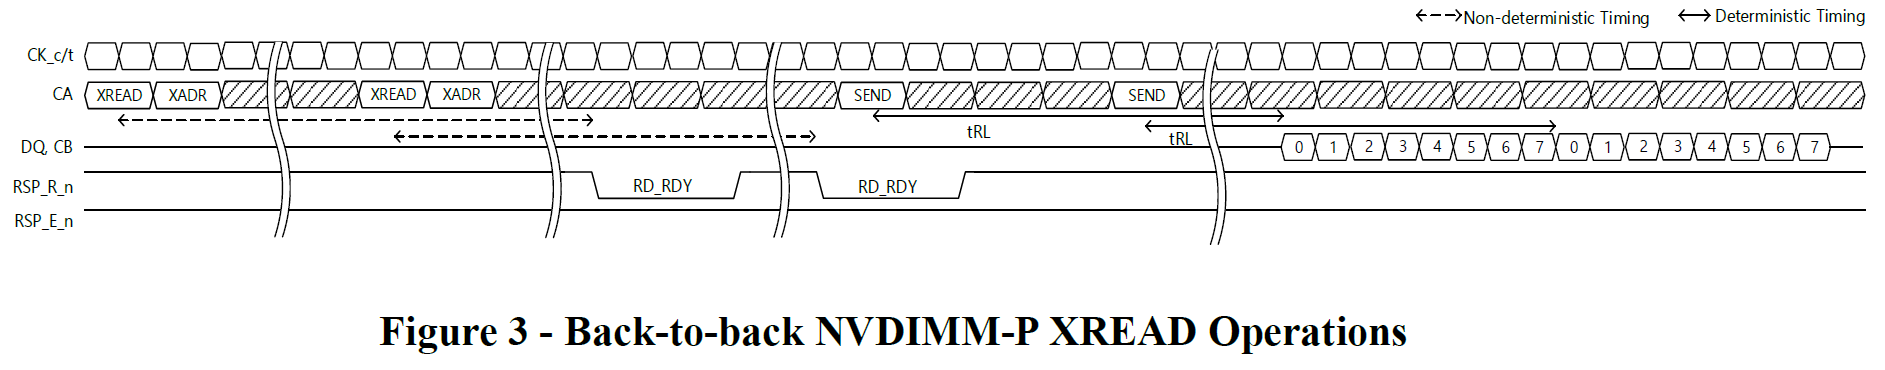 Non-deterministic Timing Deterministic Timing
CK_c/t
CA XREAD XADR XREAD XADR SEND SEND
tRL tRL
DQ, CB 0 1 2 3 4 5 6 7 0 1 2 3 4 5 6 7
RSP_R_n RD_RDY RD_RDY
RSP_E_n
Figure 3 - Back-to-back NVDIMM-P XREAD Operations